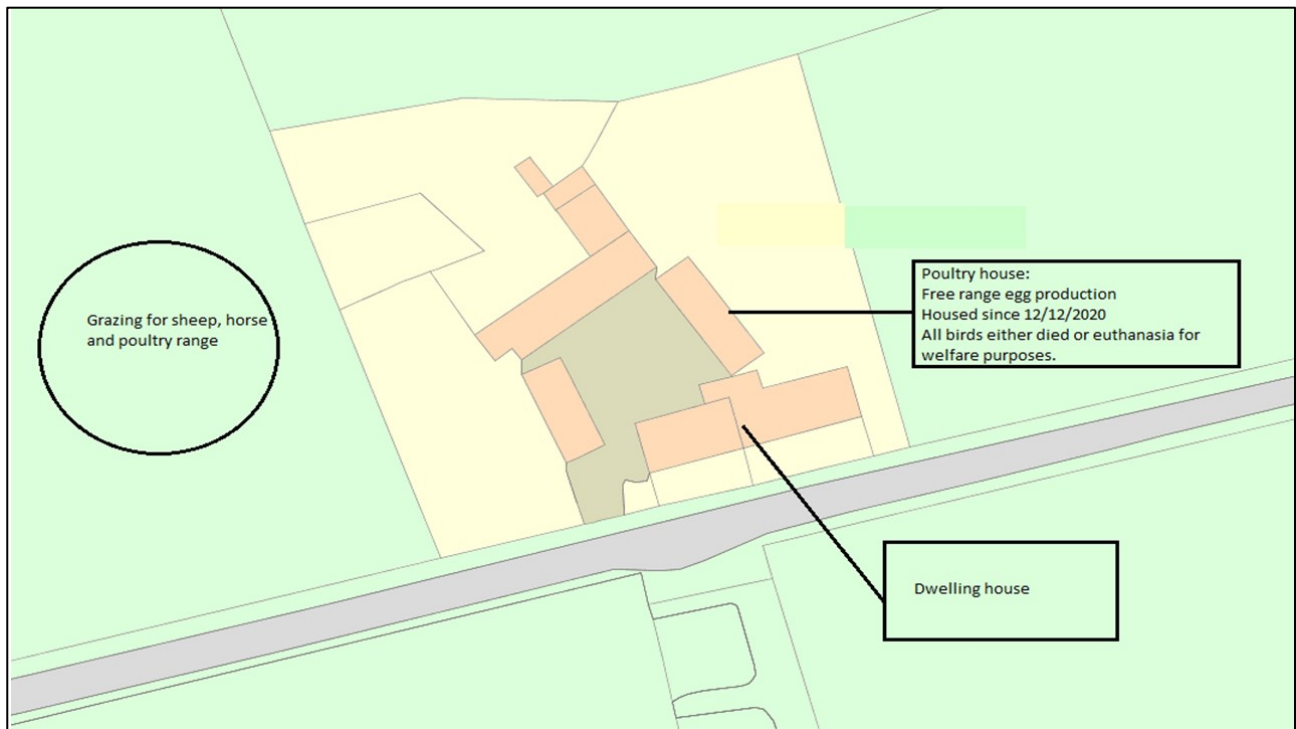 Grazing for sheep, horse
and poultry range
Poultry house:
Free range egg production
Housed since 12/12/2020
All birds either died or euthanasia for
welfare purposes.
Dwelling house